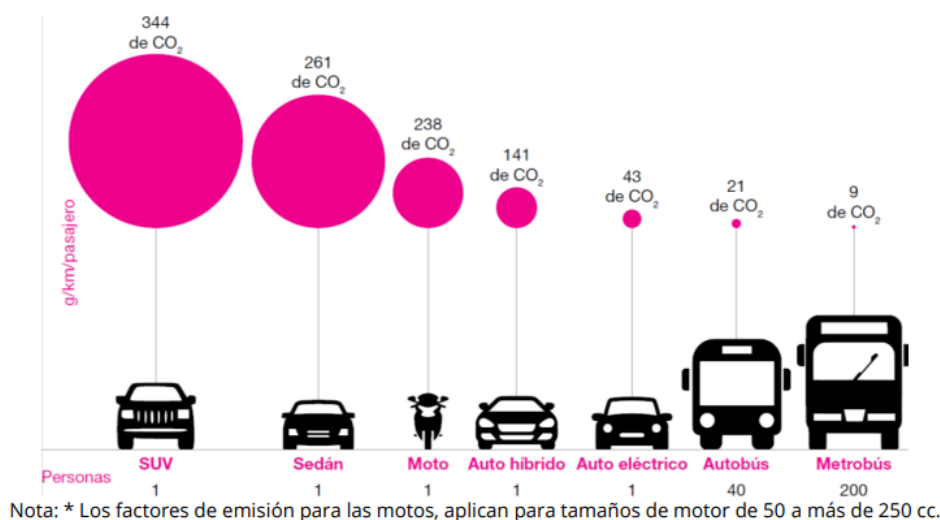 344
de CO₂
261
de CO₂
238
de CO₂
141
de CO₂
43
de CO₂
21
de CO₂
9
de CO₂
g/km/pasajero
SUV
Sedán
Moto
Auto híbrido
Auto eléctrico
Autobús
Metrobús
Personas
1
1
1
1
1
40
200
Nota: * Los factores de emisión para las motos, aplican para tamaños de motor de 50 a más de 250 cc.